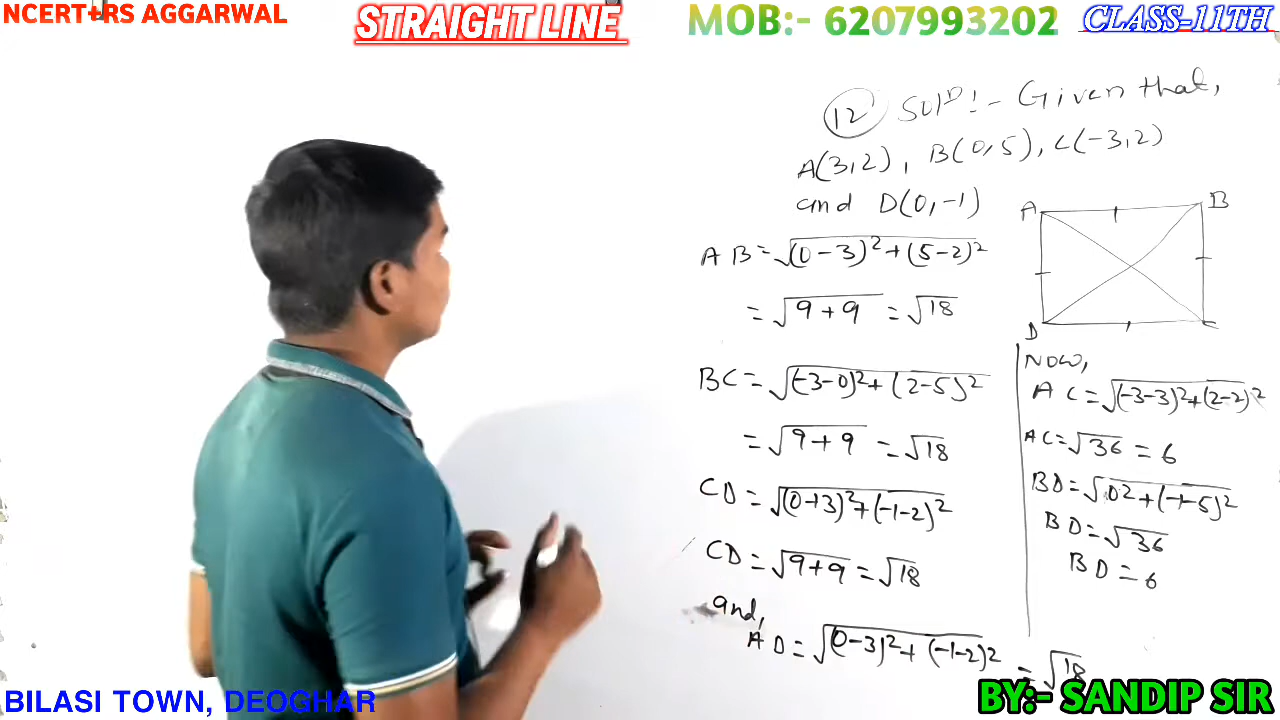 NCERT+RS AGGARWAL
STRAIGHT LINE
MOB:- 6207993202
CLASS-11TH
(12) Solⁿ:- Given that,
A(3,2), B(0,5), C(-3,2)
and D(0,-1)
A B
D C
AB = √(0-3)²+(5-2)²
= √9+9 = √18
BC = √(-3-0)²+(2-5)²
= √9+9 = √18
CD = √(0+3)²+(-1-2)²
CD = √9+9 = √18
and,
AD = √(0-3)²+(-1-2)² = √18
Now,
AC = √(-3-3)²+(2-2)²
AC = √36 = 6
BD = √0²+(-1-5)²
BD = √36
BD = 6
BILASI TOWN, DEOGHAR
BY:- SANDIP SIR